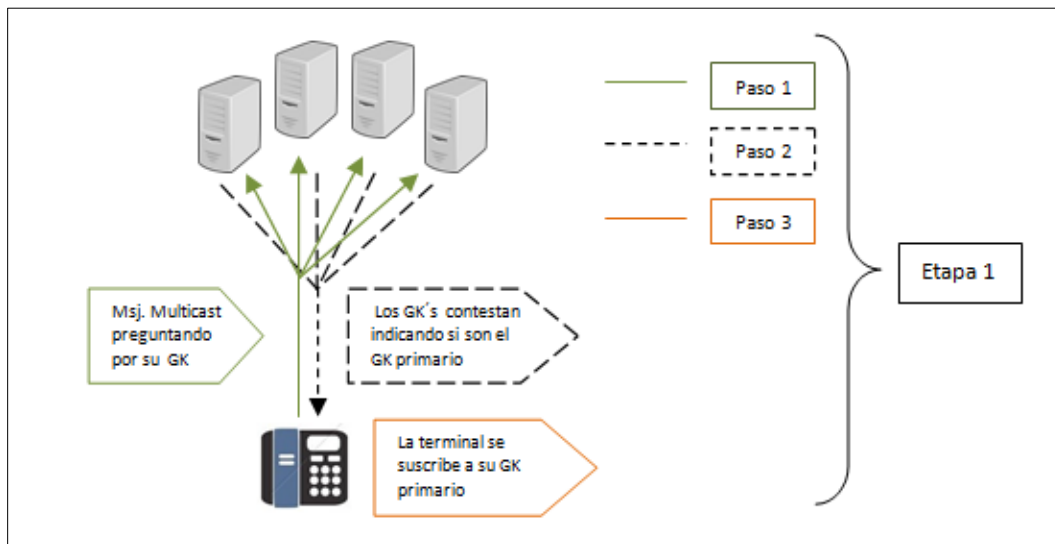 Paso 1
Paso 2
Paso 3
Etapa 1
Msj. Multicast
preguntando
por su GK
Los GK´s contestan
indicando si son el
GK primario
La terminal se
suscribe a su GK
primario